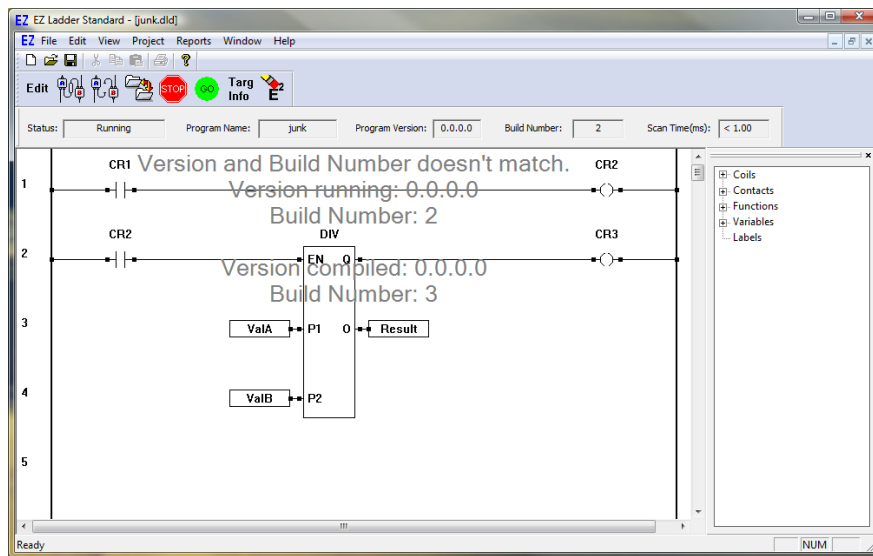 EZ EZ Ladder Standard - [junk.dld]
EZ File Edit View Project Reports Window Help
Edit A B A B STOP GO Targ Info E2
Status: Running Program Name: junk Program Version: 0.0.0.0 Build Number: 2 Scan Time(ms): < 1.00
CR1 Version and Build Number doesn't match. CR2
1
Version running: 0.0.0.0
Build Number: 2
CR2 DIV CR3
2
EN Q
Version compiled: 0.0.0.0
Build Number: 3
3 ValA P1 O Result
4 ValB P2
5
Coils
Contacts
Functions
Variables
Labels
Ready NUM